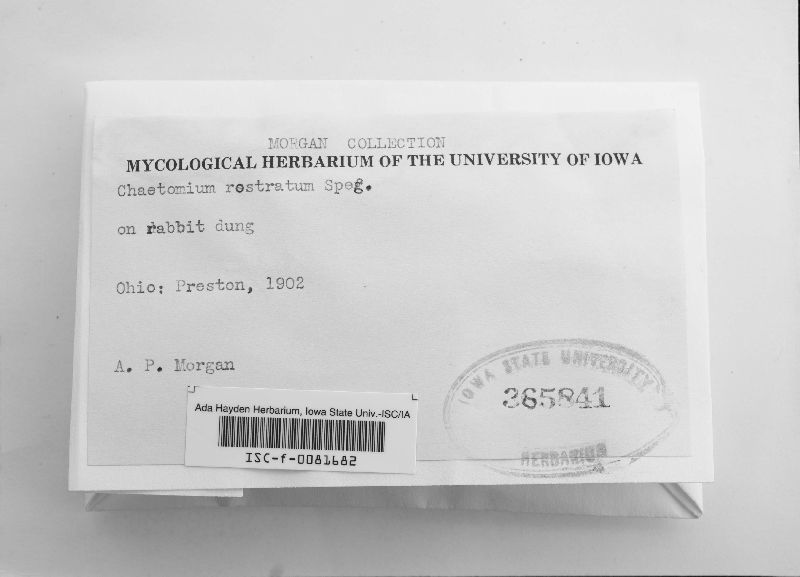 MORGAN COLLECTION
MYCOLOGICAL HERBARIUM OF THE UNIVERSITY OF IOWA
Chaetomium rostratum Speg.
on rabbit dung
Ohio: Preston, 1902
A. P. Morgan
IOWA STATE UNIVERSITY
365841
HERBARIUM
Ada Hayden Herbarium, Iowa State Univ.-ISC/IA
ISC-f-0081682